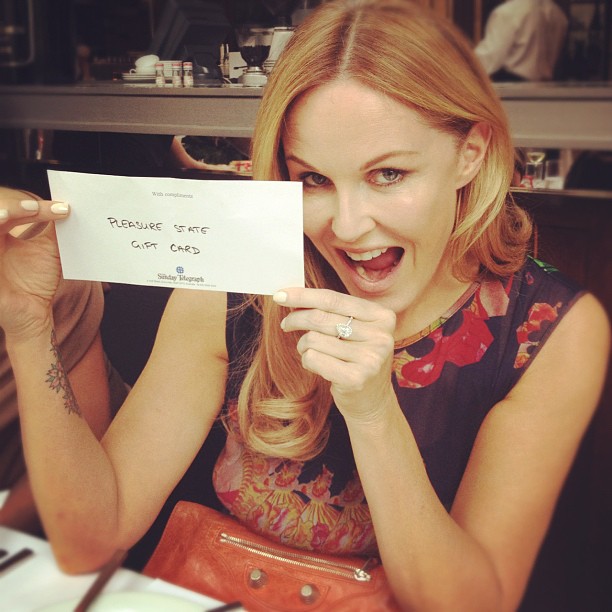 With compliments
PLEASURE STATE
GIFT CARD
Sunday Telegraph